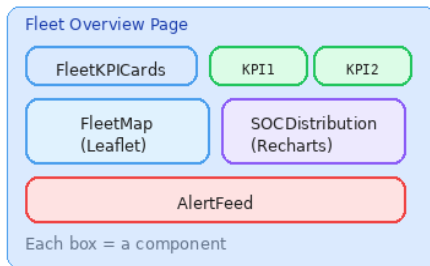 Fleet Overview Page
FleetKPICards
KPI1
KPI2
FleetMap
(Leaflet)
SOCDistribution
(Recharts)
AlertFeed
Each box = a component